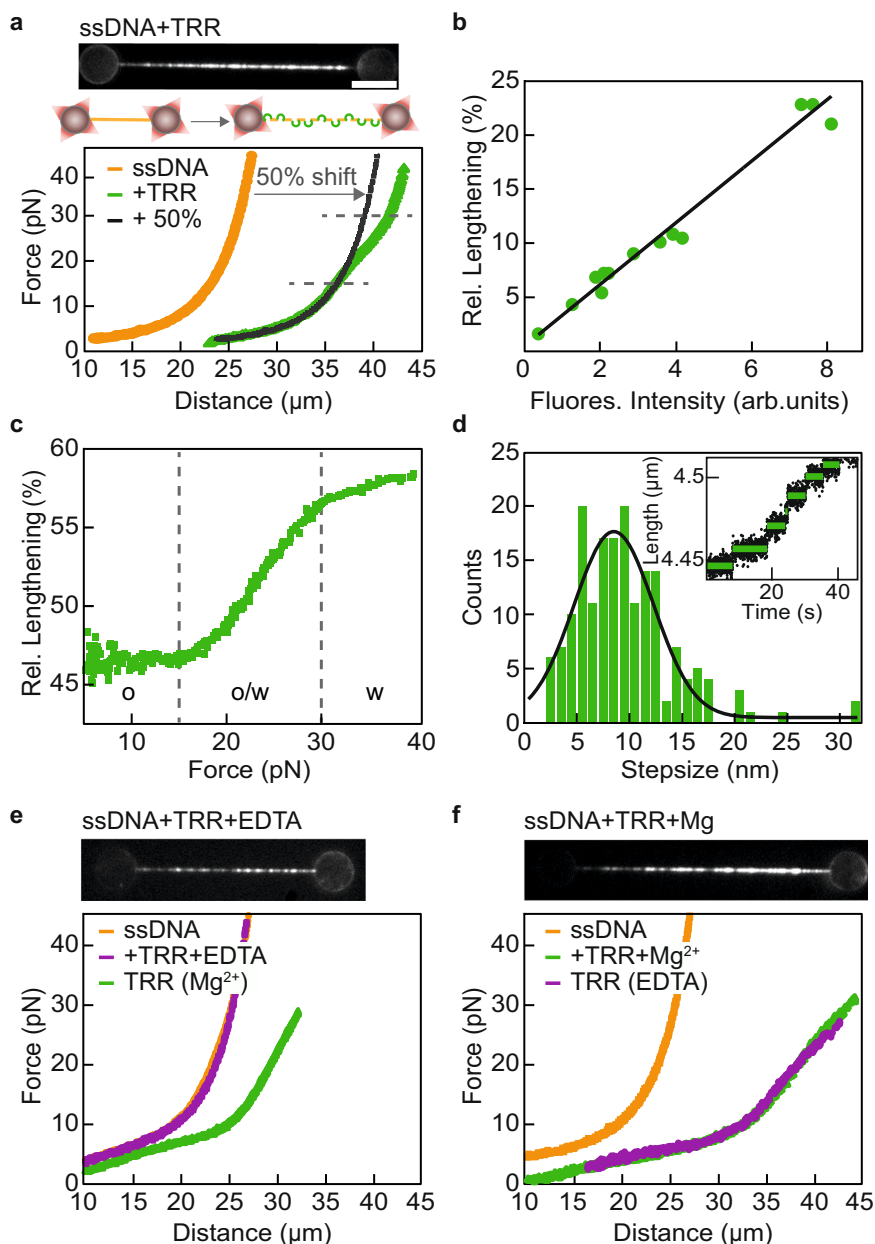 a
ssDNA+TRR
ssDNA
+TRR
+ 50%
50% shift
Force (pN)
40
30
20
10
0
10 15 20 25 30 35 40 45
Distance (µm)
b
Rel. Lengthening (%)
25
20
15
10
5
0 2 4 6 8
Fluores. Intensity (arb.units)
c
Rel. Lengthening (%)
60
55
50
45
o o/w w
10 20 30 40
Force (pN)
d
Counts
25
20
15
10
5
0
0 5 10 15 20 25 30
Stepsize (nm)
Length (µm)
4.5
4.45
20 40
Time (s)
e
ssDNA+TRR+EDTA
ssDNA
+TRR+EDTA
TRR (Mg²⁺)
Force (pN)
40
30
20
10
0
10 15 20 25 30 35 40 45
Distance (µm)
f
ssDNA+TRR+Mg
ssDNA
+TRR+Mg²⁺
TRR (EDTA)
Force (pN)
40
30
20
10
0
10 15 20 25 30 35 40 45
Distance (µm)